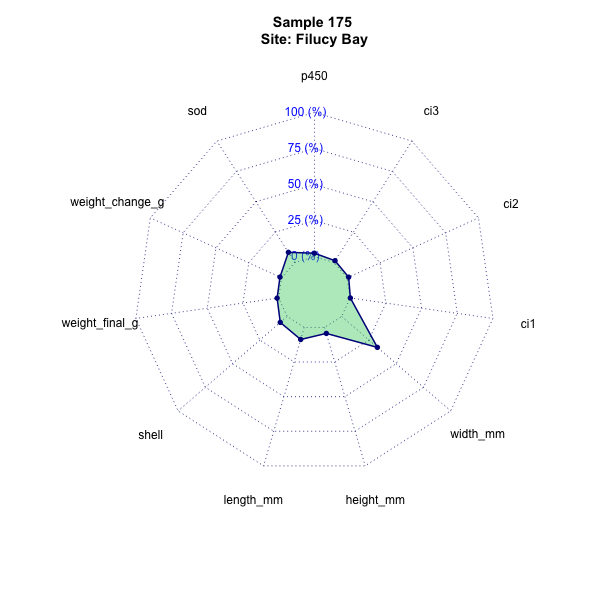 Sample 175
Site: Filucy Bay
p450
sod
ci3
100 (%)
75 (%)
50 (%)
25 (%)
0 (%)
weight_change_g
ci2
weight_final_g
ci1
shell
width_mm
length_mm
height_mm